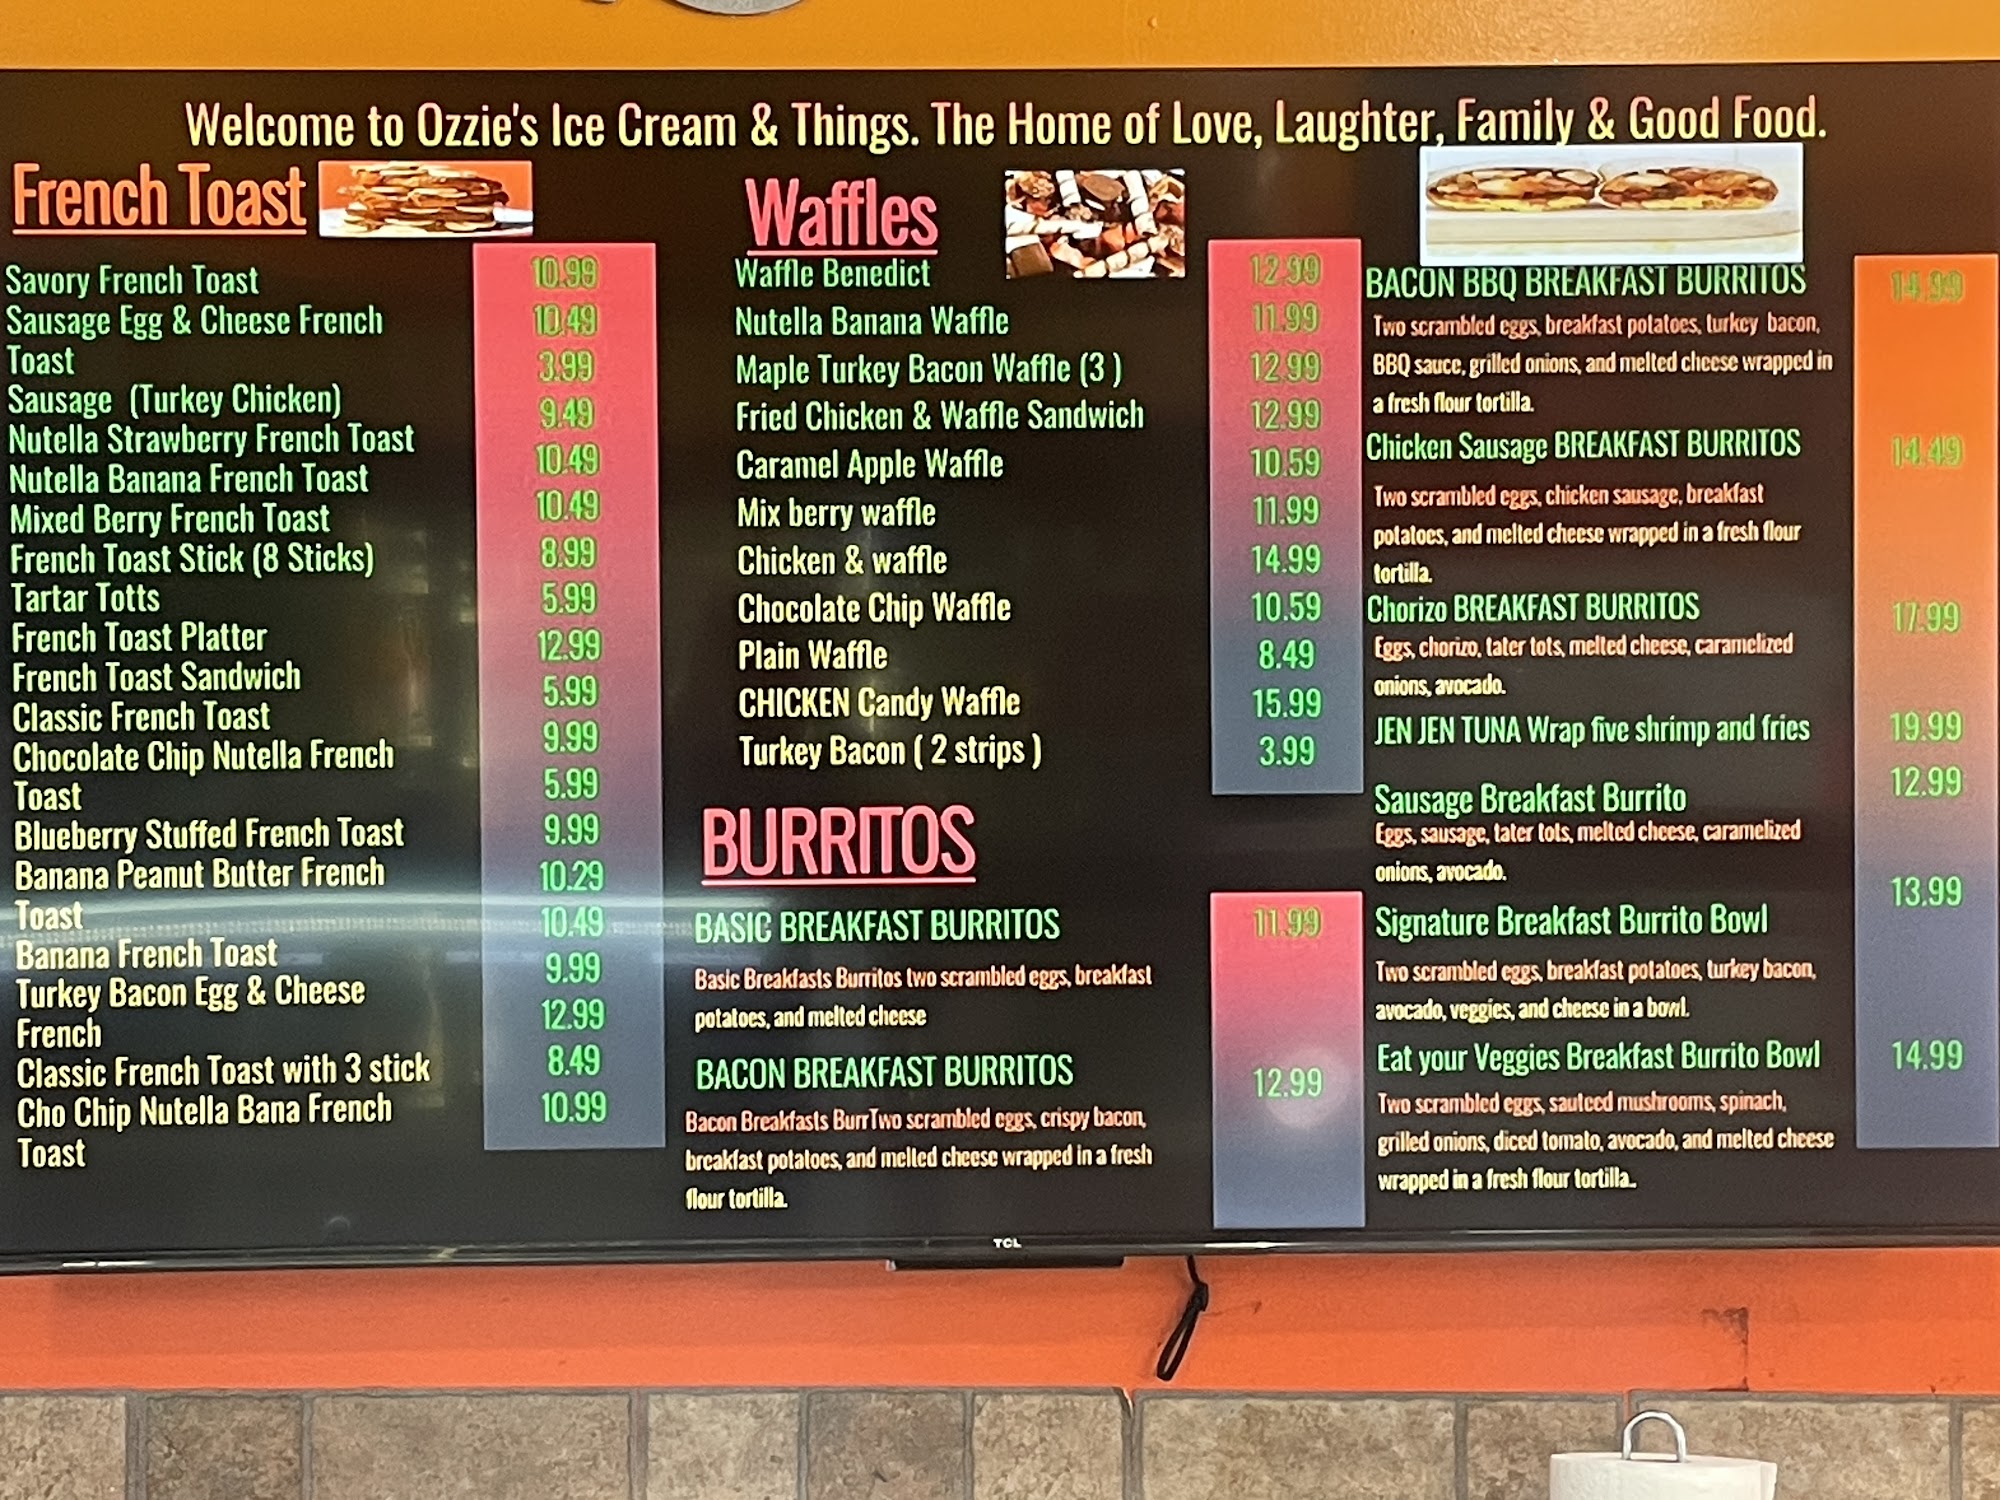 Welcome to Ozzie's Ice Cream & Things. The Home of Love, Laughter, Family & Good Food.
French Toast
Savory French Toast
Sausage Egg & Cheese French
Toast
Sausage (Turkey Chicken)
Nutella Strawberry French Toast
Nutella Banana French Toast
Mixed Berry French Toast
French Toast Stick (8 Sticks)
Tartar Totts
French Toast Platter
French Toast Sandwich
Classic French Toast
Chocolate Chip Nutella French
Toast
Blueberry Stuffed French Toast
Banana Peanut Butter French
Toast
Banana French Toast
Turkey Bacon Egg & Cheese
French
Classic French Toast with 3 stick
Cho Chip Nutella Bana French
Toast
10.99
10.49
3.99
9.49
10.49
10.49
8.99
5.99
12.99
5.99
9.99
5.99
9.99
10.29
10.49
9.99
12.99
8.49
10.99
Waffles
Waffle Benedict
Nutella Banana Waffle
Maple Turkey Bacon Waffle (3 )
Fried Chicken & Waffle Sandwich
Caramel Apple Waffle
Mix berry waffle
Chicken & waffle
Chocolate Chip Waffle
Plain Waffle
CHICKEN Candy Waffle
Turkey Bacon ( 2 strips )
12.99
11.99
12.99
12.99
10.59
11.99
14.99
10.59
8.49
15.99
3.99
BURRITOS
BASIC BREAKFAST BURRITOS
Basic Breakfasts Burritos two scrambled eggs, breakfast
potatoes, and melted cheese
BACON BREAKFAST BURRITOS
Bacon Breakfasts BurrTwo scrambled eggs, crispy bacon,
breakfast potatoes, and melted cheese wrapped in a fresh
flour tortilla.
11.99
12.99
BACON BBQ BREAKFAST BURRITOS
Two scrambled eggs, breakfast potatoes, turkey bacon,
BBQ sauce, grilled onions, and melted cheese wrapped in
a fresh flour tortilla.
Chicken Sausage BREAKFAST BURRITOS
Two scrambled eggs, chicken sausage, breakfast
potatoes, and melted cheese wrapped in a fresh flour
tortilla.
Chorizo BREAKFAST BURRITOS
Eggs, chorizo, tater tots, melted cheese, caramelized
onions, avocado.
JEN JEN TUNA Wrap five shrimp and fries
Sausage Breakfast Burrito
Eggs, sausage, tater tots, melted cheese, caramelized
onions, avocado.
Signature Breakfast Burrito Bowl
Two scrambled eggs, breakfast potatoes, turkey bacon,
avocado, veggies, and cheese in a bowl.
Eat your Veggies Breakfast Burrito Bowl
Two scrambled eggs, sauteed mushrooms, spinach,
grilled onions, diced tomato, avocado, and melted cheese
wrapped in a fresh flour tortilla..
14.99
14.49
17.99
19.99
12.99
13.99
14.99
TCL